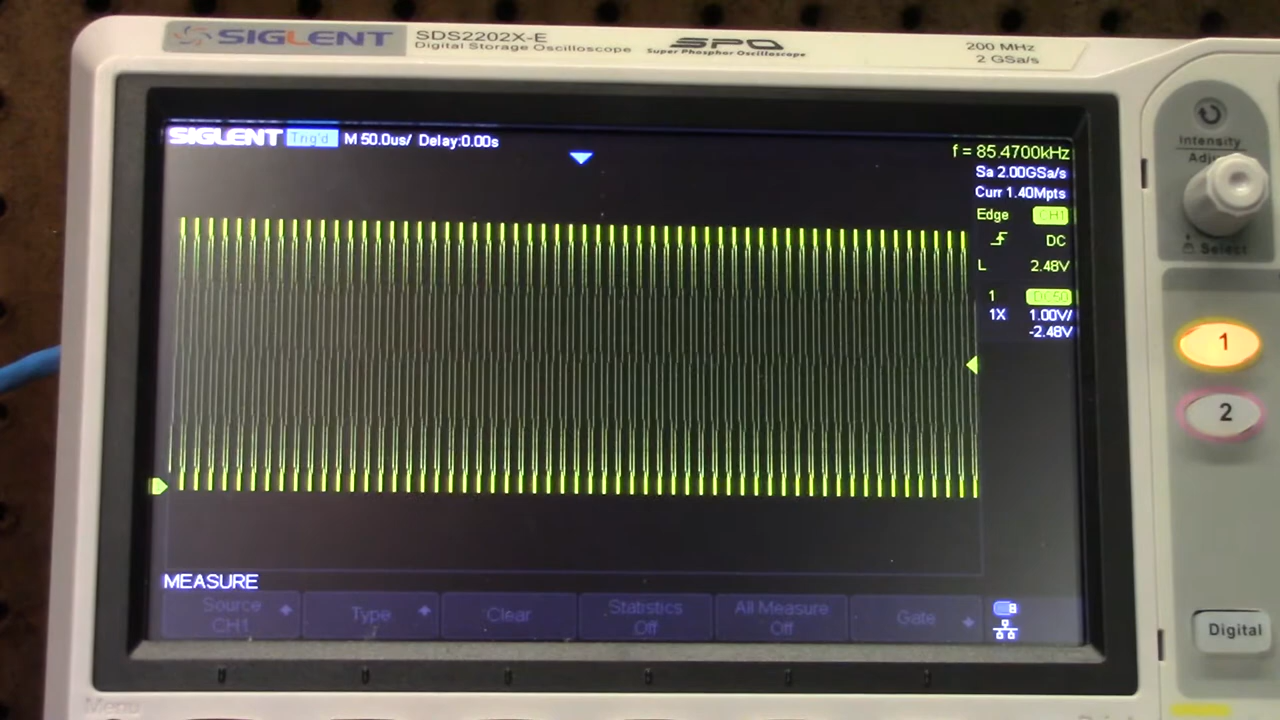 SIGLENT
SDS2202X-E
Digital Storage Oscilloscope
SPO
Super Phosphor Oscilloscope
200 MHz
2 GSa/s
SIGLENT Trig'd M 50.0us/ Delay:0.00s
f = 85.4700kHz
Sa 2.00GSa/s
Curr 1.40Mpts
Edge CH1
DC
L 2.48V
1 DC50
1X 1.00V/
-2.48V
MEASURE
Source
CH1
Type
Clear
Statistics
Off
All Measure
Off
Gate
Intensity
Select
1
2
Digital
Menu